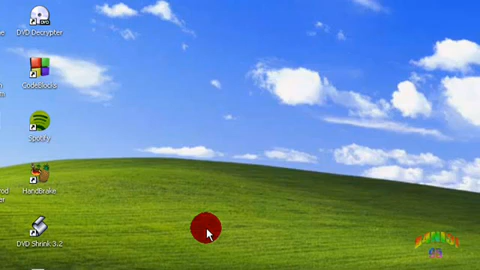 DVD Decrypter
CodeBlocks
Spotify
HandBrake
DVD Shrink 3.2